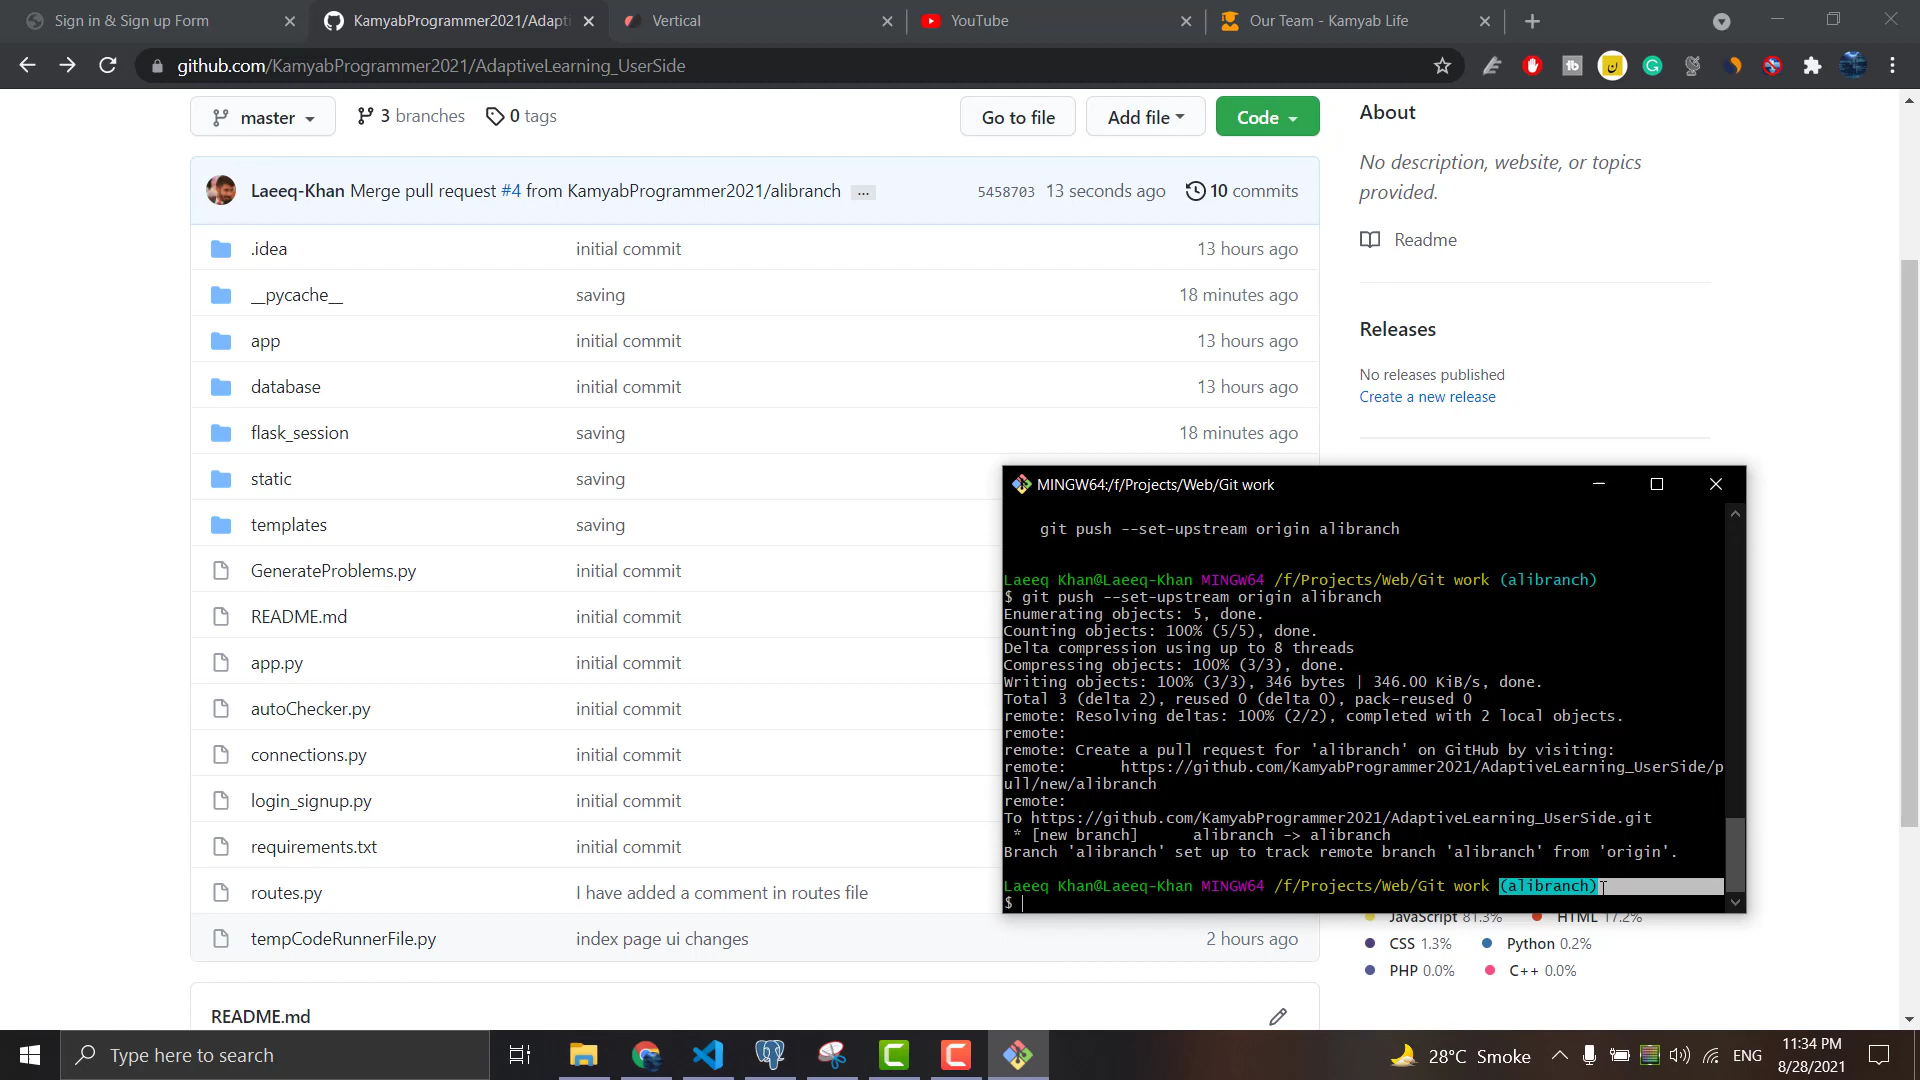 Sign in & Sign up Form
KamyabProgrammer2021/Adapti
Vertical
YouTube
Our Team - Kamyab Life
github.com/KamyabProgrammer2021/AdaptiveLearning_UserSide
master
3 branches
0 tags
Go to file
Add file
Code
About
No description, website, or topics
provided.
Readme
Releases
No releases published
Create a new release
Laeeq-Khan Merge pull request #4 from KamyabProgrammer2021/alibranch ...
5458703 13 seconds ago
10 commits
.idea initial commit 13 hours ago
__pycache__ saving 18 minutes ago
app initial commit 13 hours ago
database initial commit 13 hours ago
flask_session saving 18 minutes ago
static saving
templates saving
GenerateProblems.py initial commit
README.md initial commit
app.py initial commit
autoChecker.py initial commit
connections.py initial commit
login_signup.py initial commit
requirements.txt initial commit
routes.py I have added a comment in routes file
tempCodeRunnerFile.py index page ui changes 2 hours ago
README.md
MINGW64:/f/Projects/Web/Git work
git push --set-upstream origin alibranch
Laeeq Khan@Laeeq-Khan MINGW64 /f/Projects/Web/Git work (alibranch)
$ git push --set-upstream origin alibranch
Enumerating objects: 5, done.
Counting objects: 100% (5/5), done.
Delta compression using up to 8 threads
Compressing objects: 100% (3/3), done.
Writing objects: 100% (3/3), 346 bytes | 346.00 KiB/s, done.
Total 3 (delta 2), reused 0 (delta 0), pack-reused 0
remote: Resolving deltas: 100% (2/2), completed with 2 local objects.
remote:
remote: Create a pull request for 'alibranch' on GitHub by visiting:
remote:      https://github.com/KamyabProgrammer2021/AdaptiveLearning_UserSide/p
ull/new/alibranch
remote:
To https://github.com/KamyabProgrammer2021/AdaptiveLearning_UserSide.git
* [new branch]      alibranch -> alibranch
Branch 'alibranch' set up to track remote branch 'alibranch' from 'origin'.
Laeeq Khan@Laeeq-Khan MINGW64 /f/Projects/Web/Git work (alibranch)
$
JavaScript 81.3% HTML 17.2%
CSS 1.3% Python 0.2%
PHP 0.0% C++ 0.0%
Type here to search
28°C Smoke
ENG
11:34 PM
8/28/2021